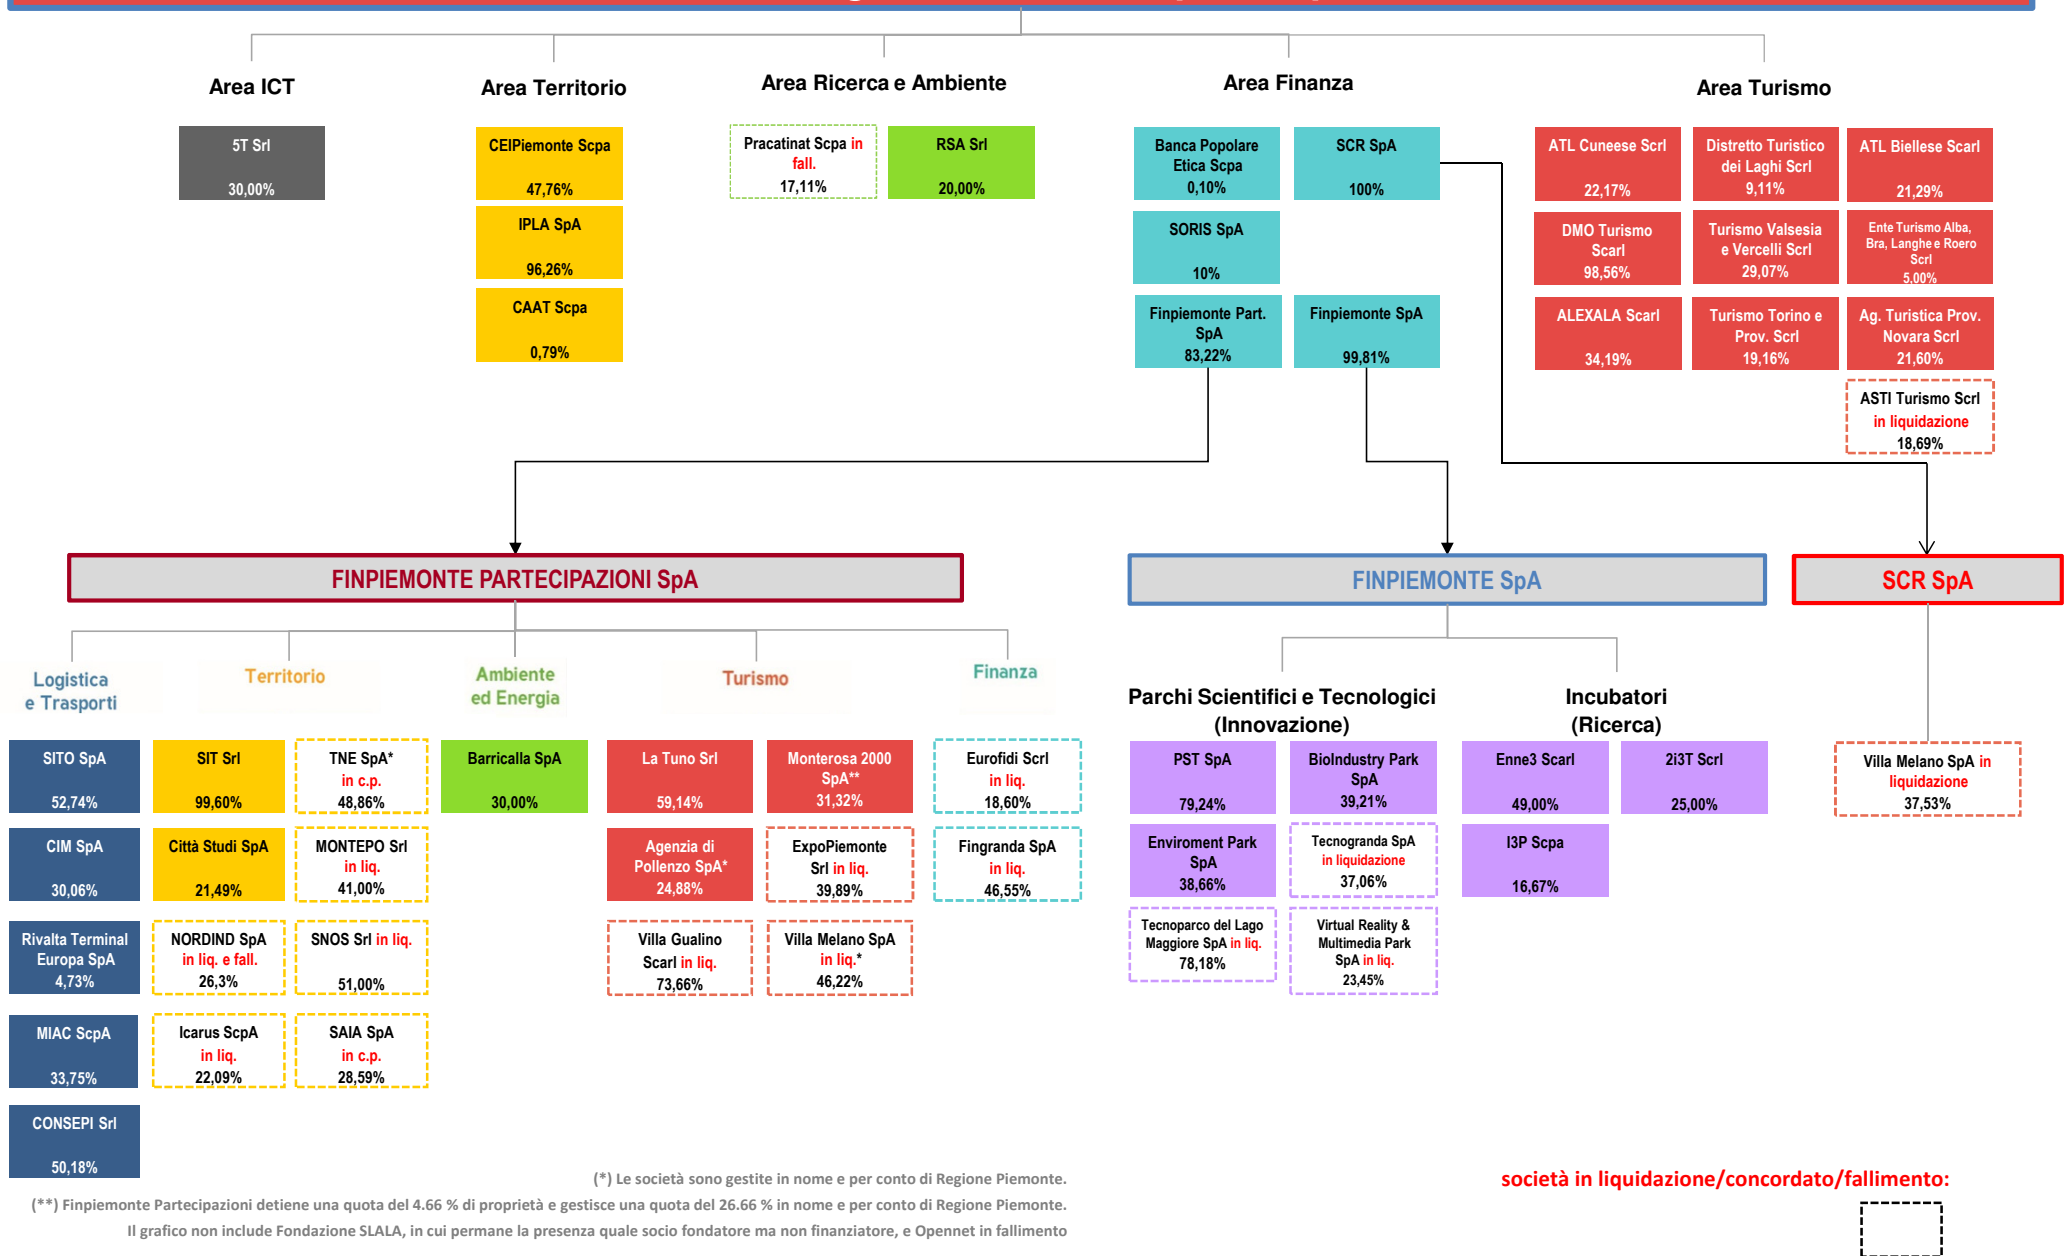 Area ICT
Area Territorio
Area Ricerca e Ambiente
Area Finanza
Area Turismo
5T Srl
30,00%
CEIPiemonte Scpa
47,76%
IPLA SpA
96,26%
CAAT Scpa
0,79%
Pracatinat Scpa in
fall.
17,11%
RSA Srl
20,00%
Banca Popolare
Etica Scpa
0,10%
SCR SpA
100%
SORIS SpA
10%
Finpiemonte Part.
SpA
83,22%
Finpiemonte SpA
99,81%
ATL Cuneese Scrl
22,17%
Distretto Turistico
dei Laghi Scrl
9,11%
ATL Biellese Scarl
21,29%
DMO Turismo
Scarl
98,56%
Turismo Valsesia
e Vercelli Scrl
29,07%
Ente Turismo Alba,
Bra, Langhe e Roero
Scrl
5,00%
ALEXALA Scarl
34,19%
Turismo Torino e
Prov. Scrl
19,16%
Ag. Turistica Prov.
Novara Scrl
21,60%
ASTI Turismo Scrl
in liquidazione
18,69%
FINPIEMONTE PARTECIPAZIONI SpA
FINPIEMONTE SpA
SCR SpA
Logistica
e Trasporti
Territorio
Ambiente
ed Energia
Turismo
Finanza
Parchi Scientifici e Tecnologici
(Innovazione)
Incubatori
(Ricerca)
SITO SpA
52,74%
SIT Srl
99,60%
TNE SpA*
in c.p.
48,86%
Barricalla SpA
30,00%
La Tuno Srl
59,14%
Monterosa 2000
SpA**
31,32%
Eurofidi Scrl
in liq.
18,60%
PST SpA
79,24%
BioIndustry Park
SpA
39,21%
Enne3 Scarl
49,00%
2i3T Scrl
25,00%
Villa Melano SpA in
liquidazione
37,53%
CIM SpA
30,06%
Città Studi SpA
21,49%
MONTEPO Srl
in liq.
41,00%
Agenzia di
Pollenzo SpA*
24,88%
ExpoPiemonte
Srl in liq.
39,89%
Fingranda SpA
in liq.
46,55%
Enviroment Park
SpA
38,66%
Tecnogranda SpA
in liquidazione
37,06%
I3P Scpa
16,67%
Rivalta Terminal
Europa SpA
4,73%
NORDIND SpA
in liq. e fall.
26,3%
SNOS Srl in liq.
51,00%
Villa Gualino
Scarl in liq.
73,66%
Villa Melano SpA
in liq.*
46,22%
Tecnoparco del Lago
Maggiore SpA in liq.
78,18%
Virtual Reality &
Multimedia Park
SpA in liq.
23,45%
MIAC ScpA
33,75%
Icarus ScpA
in liq.
22,09%
SAIA SpA
in c.p.
28,59%
CONSEPI Srl
50,18%
(*) Le società sono gestite in nome e per conto di Regione Piemonte.
(**) Finpiemonte Partecipazioni detiene una quota del 4.66 % di proprietà e gestisce una quota del 26.66 % in nome e per conto di Regione Piemonte.
Il grafico non include Fondazione SLALA, in cui permane la presenza quale socio fondatore ma non finanziatore, e Opennet in fallimento
società in liquidazione/concordato/fallimento: